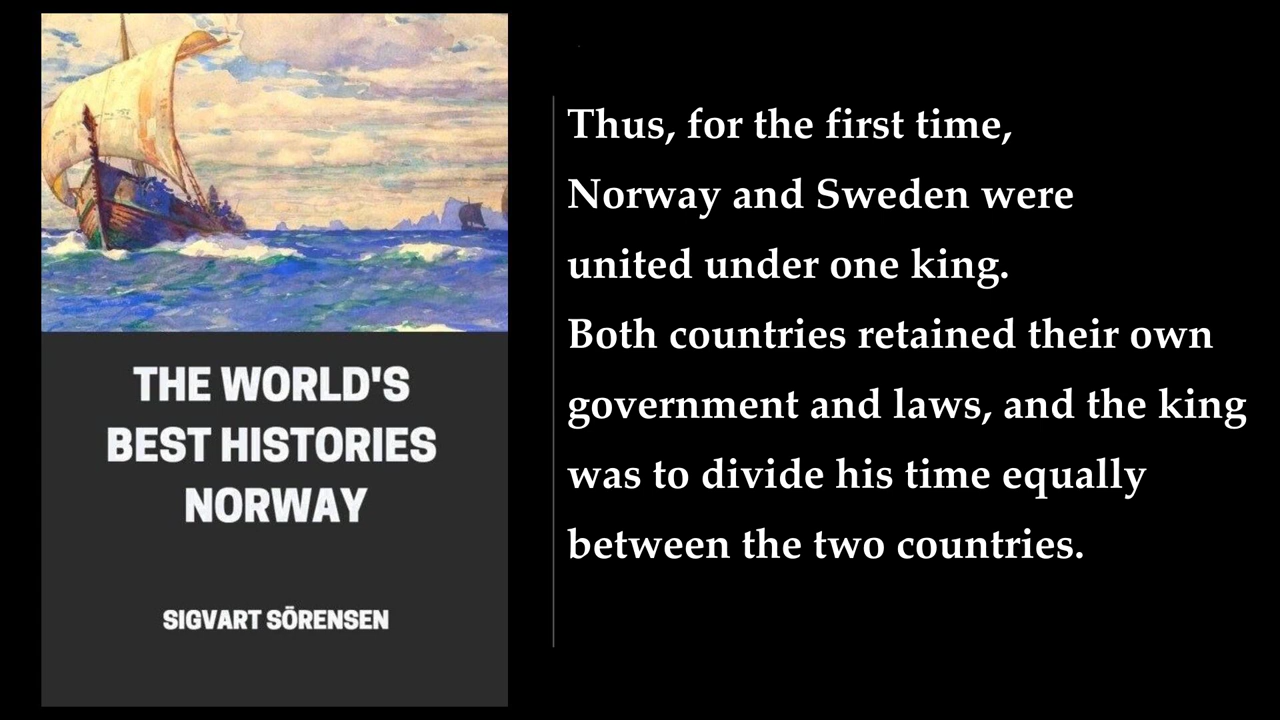 THE WORLD'S
BEST HISTORIES
NORWAY
SIGVART SÖRENSEN
Thus, for the first time,
Norway and Sweden were
united under one king.
Both countries retained their own
government and laws, and the king
was to divide his time equally
between the two countries.